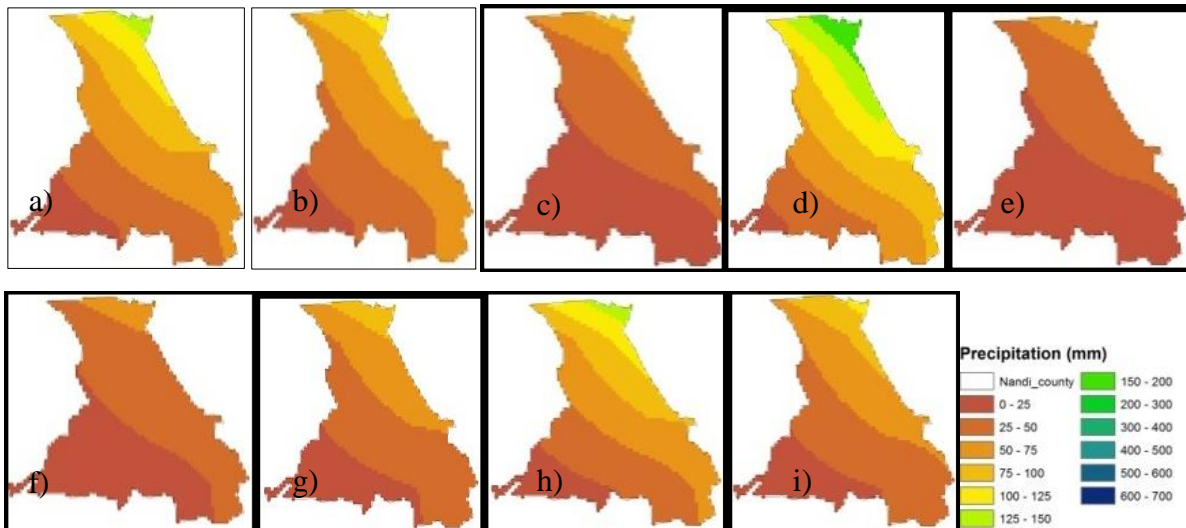 a)
b)
c)
d)
e)
f)
g)
h)
i)
Precipitation (mm)
Nandi_county
0 - 25
25 - 50
50 - 75
75 - 100
100 - 125
125 - 150
150 - 200
200 - 300
300 - 400
400 - 500
500 - 600
600 - 700